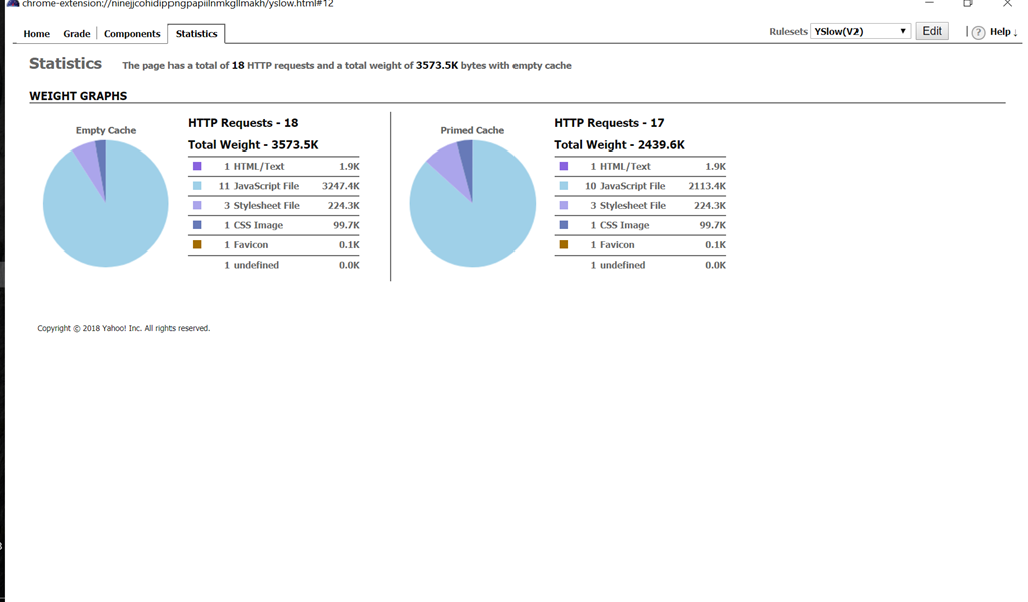 chrome-extension://ninejjcohidippngpapiilnmkgllmakh/yslow.html#12
Home Grade Components Statistics Rulesets YSlow(V2) Edit ? Help ↓
Statistics The page has a total of 18 HTTP requests and a total weight of 3573.5K bytes with empty cache
WEIGHT GRAPHS
Empty Cache
HTTP Requests - 18
Total Weight - 3573.5K
1 HTML/Text 1.9K
11 JavaScript File 3247.4K
3 Stylesheet File 224.3K
1 CSS Image 99.7K
1 Favicon 0.1K
1 undefined 0.0K
Primed Cache
HTTP Requests - 17
Total Weight - 2439.6K
1 HTML/Text 1.9K
10 JavaScript File 2113.4K
3 Stylesheet File 224.3K
1 CSS Image 99.7K
1 Favicon 0.1K
1 undefined 0.0K
Copyright © 2018 Yahoo! Inc. All rights reserved.